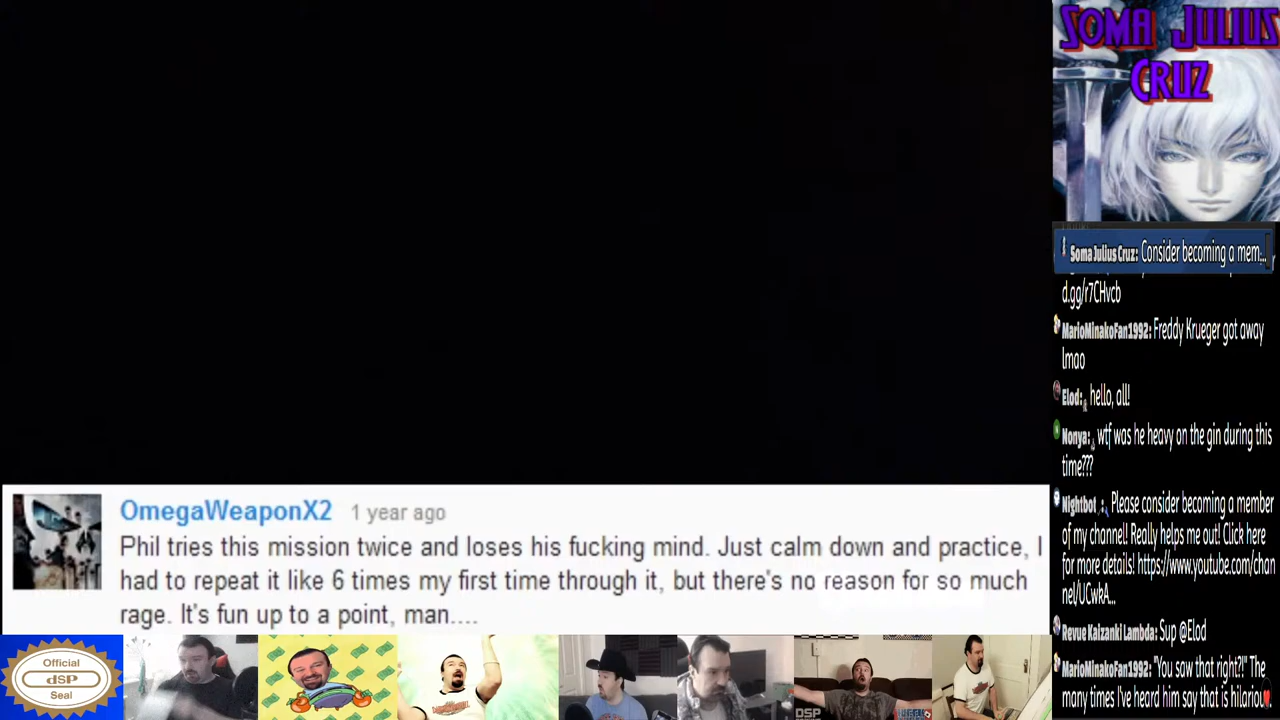 SOMA JULIUS
CRUZ
Soma Julius Cruz: Consider becoming a mem...
d.gg/r7CHvcb
MarioMinakoFan1992: Freddy Krueger got away
lmao
Elod: hello, all!
Nonya: wtf was he heavy on the gin during this
time???
Nightbot: Please consider becoming a member
of my channel! Really helps me out! Click here
for more details! https://www.youtube.com/chan
nel/UCwkA...
Revue Kaizanki Lambda: Sup @Elod
MarioMinakoFan1992: "You saw that right?!" The
many times I've heard him say that is hilariou
OmegaWeaponX2 1 year ago
Phil tries this mission twice and loses his fucking mind. Just calm down and practice, I
had to repeat it like 6 times my first time through it, but there's no reason for so much
rage. It's fun up to a point, man....
Official
dSP
Seal
DSP